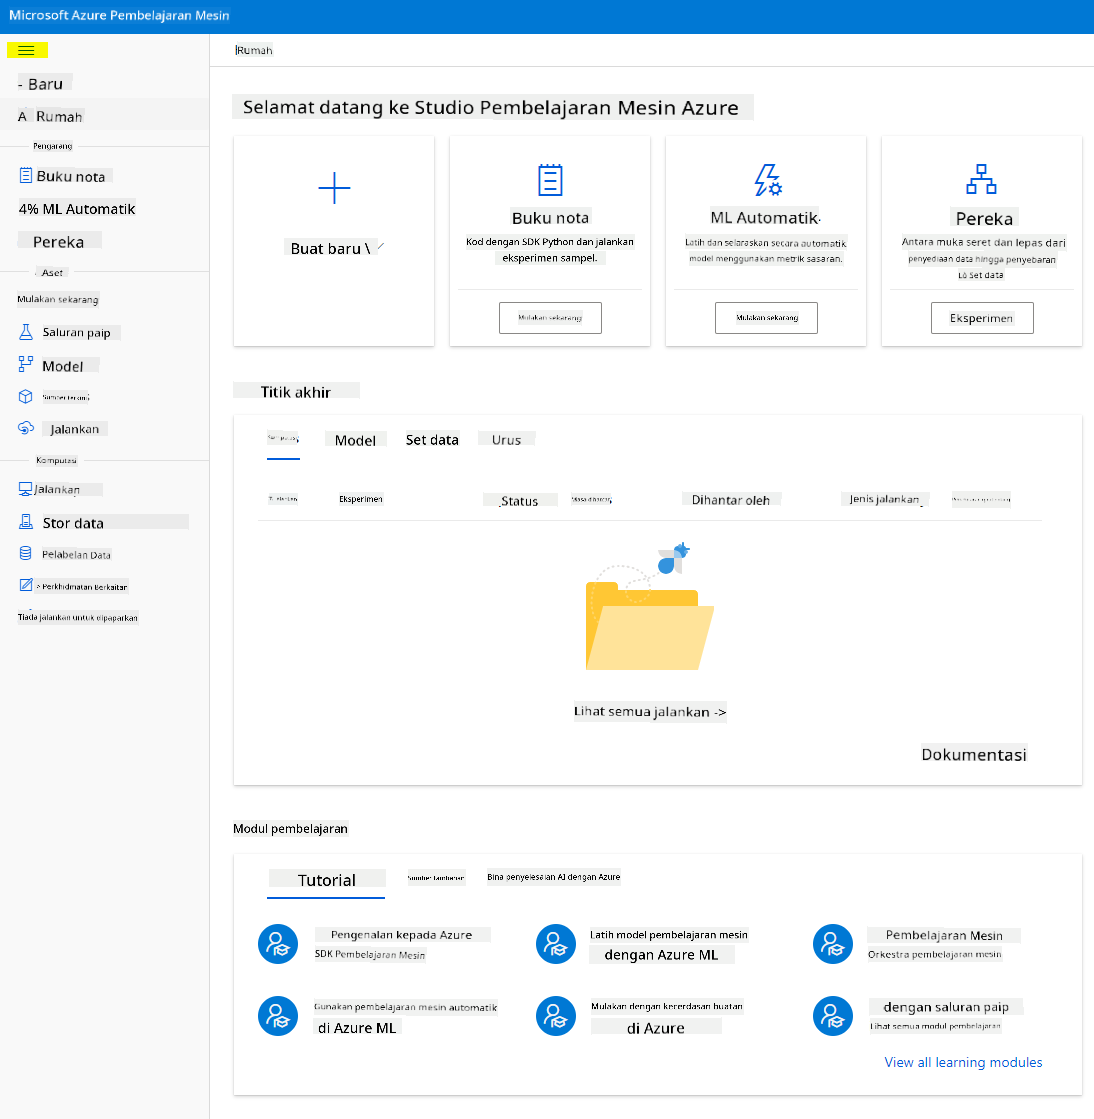 Microsoft Azure Pembelajaran Mesin
Rumah
- Baru
A Rumah
Pengarang
Buku nota
4% ML Automatik
Pereka
Aset
Mulakan sekarang
Saluran paip
Model
Jalankan
Komputasi
Jalankan
Stor data
Pelabelan Data
> Perkhidmatan Berkaitan
Tiada jalankan untuk dipaparkan
Selamat datang ke Studio Pembelajaran Mesin Azure
Buat baru \
Buku nota
Kod dengan SDK Python dan jalankan
eksperimen sampel.
Mulakan sekarang
ML Automatik.
Latih dan selaraskan secara automatik
model menggunakan metrik sasaran.
Mulakan sekarang
Pereka
Antara muka seret dan lepas dari
penyediaan data hingga penyebaran
Lo Set data
Eksperimen
Titik akhir
Model
Set data
Urus
Eksperimen
Status
Masa dihantar
Dihantar oleh
Jenis jalankan
Lihat semua jalankan ->
Dokumentasi
Modul pembelajaran
Tutorial
Sumber tambahan
Bina penyelesaian AI dengan Azure
Pengenalan kepada Azure
SDK Pembelajaran Mesin
Latih model pembelajaran mesin
dengan Azure ML
Pembelajaran Mesin
Orkestra pembelajaran mesin
Gunakan pembelajaran mesin automatik
di Azure ML
Mulakan dengan kecerdasan buatan
di Azure
dengan saluran paip
Lihat semua modul pembelajaran
View all learning modules